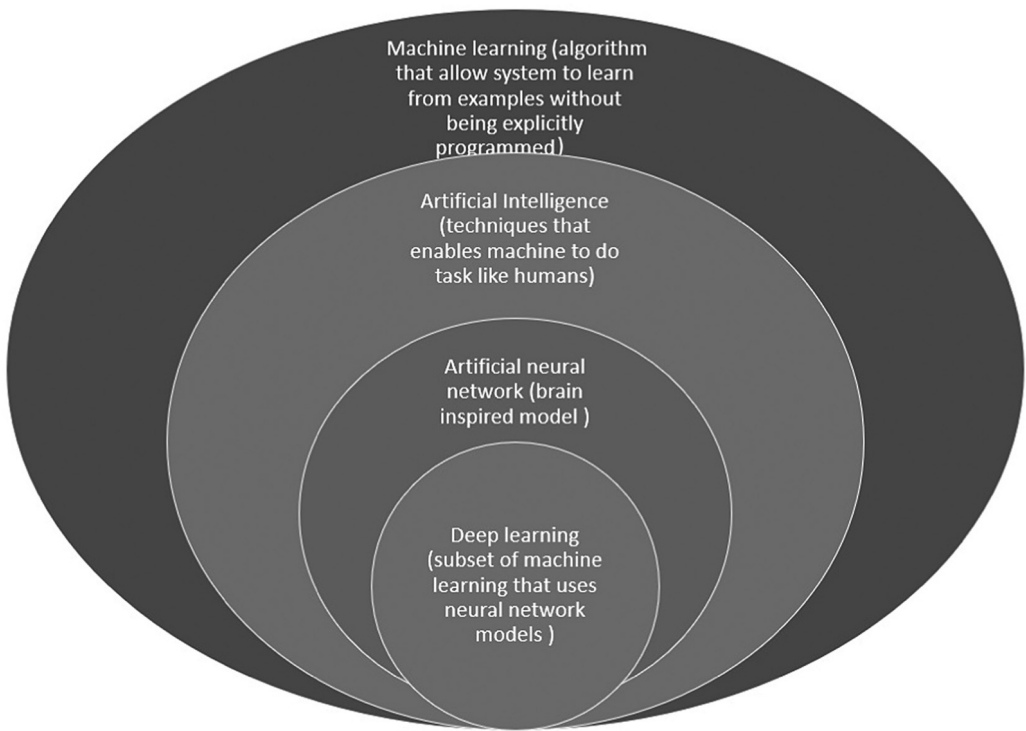 Machine learning (algorithm
that allow system to learn
from examples without
being explicitly
programmed)
Artificial Intelligence
(techniques that
enables machine to do
task like humans)
Artificial neural
network (brain
inspired model )
Deep learning
(subset of machine
learning that uses
neural network
models )